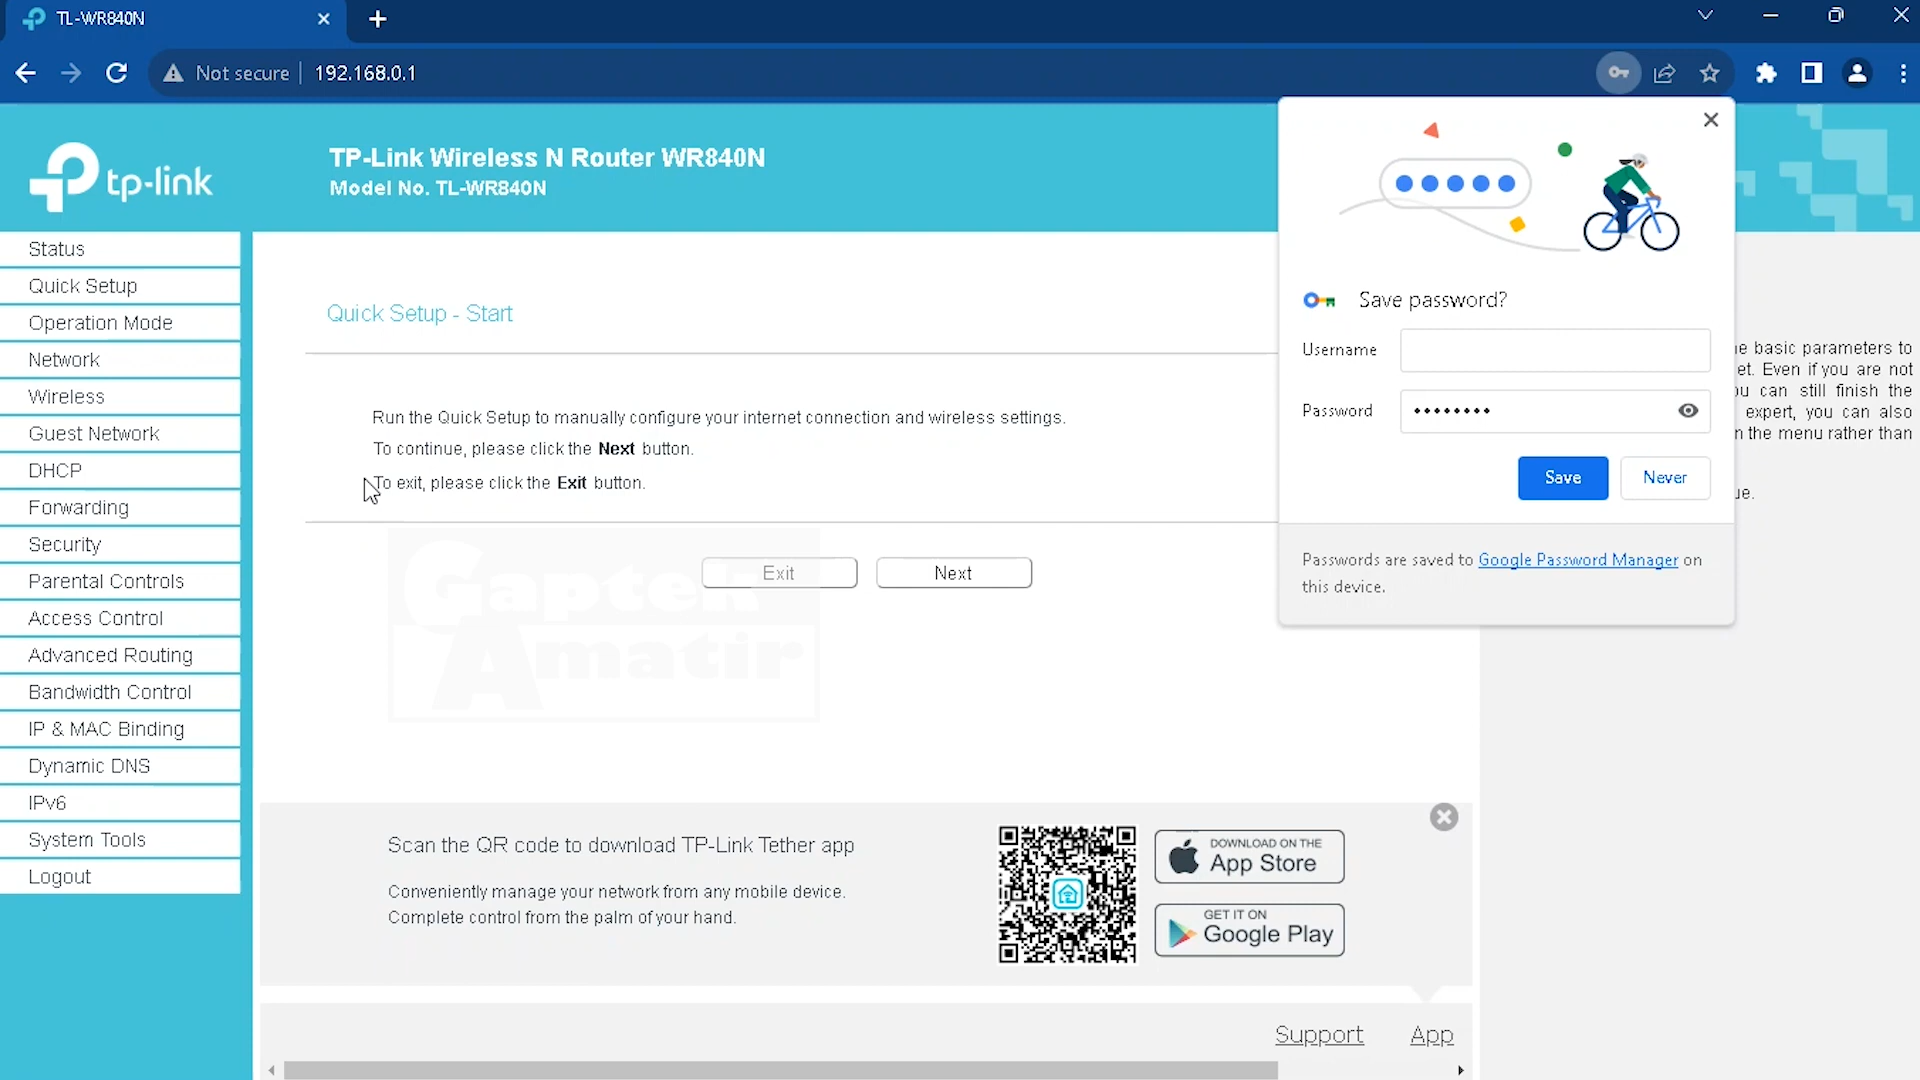 TL-WR840N
Not secure
192.168.0.1
tp-link
TP-Link Wireless N Router WR840N
Model No. TL-WR840N
Status
Quick Setup
Operation Mode
Network
Wireless
Guest Network
DHCP
Forwarding
Security
Parental Controls
Access Control
Advanced Routing
Bandwidth Control
IP & MAC Binding
Dynamic DNS
IPv6
System Tools
Logout
Quick Setup - Start
Run the Quick Setup to manually configure your internet connection and wireless settings.
To continue, please click the Next button.
To exit, please click the Exit button.
Exit
Next
Gaptek
Amatir
Save password?
Username
Password
Save
Never
Passwords are saved to Google Password Manager on
this device.
basic parameters to
Even if you are not
can still finish the
expert, you can also
the menu rather than
Scan the QR code to download TP-Link Tether app
Conveniently manage your network from any mobile device.
Complete control from the palm of your hand.
DOWNLOAD ON THE
App Store
GET IT ON
Google Play
Support
App